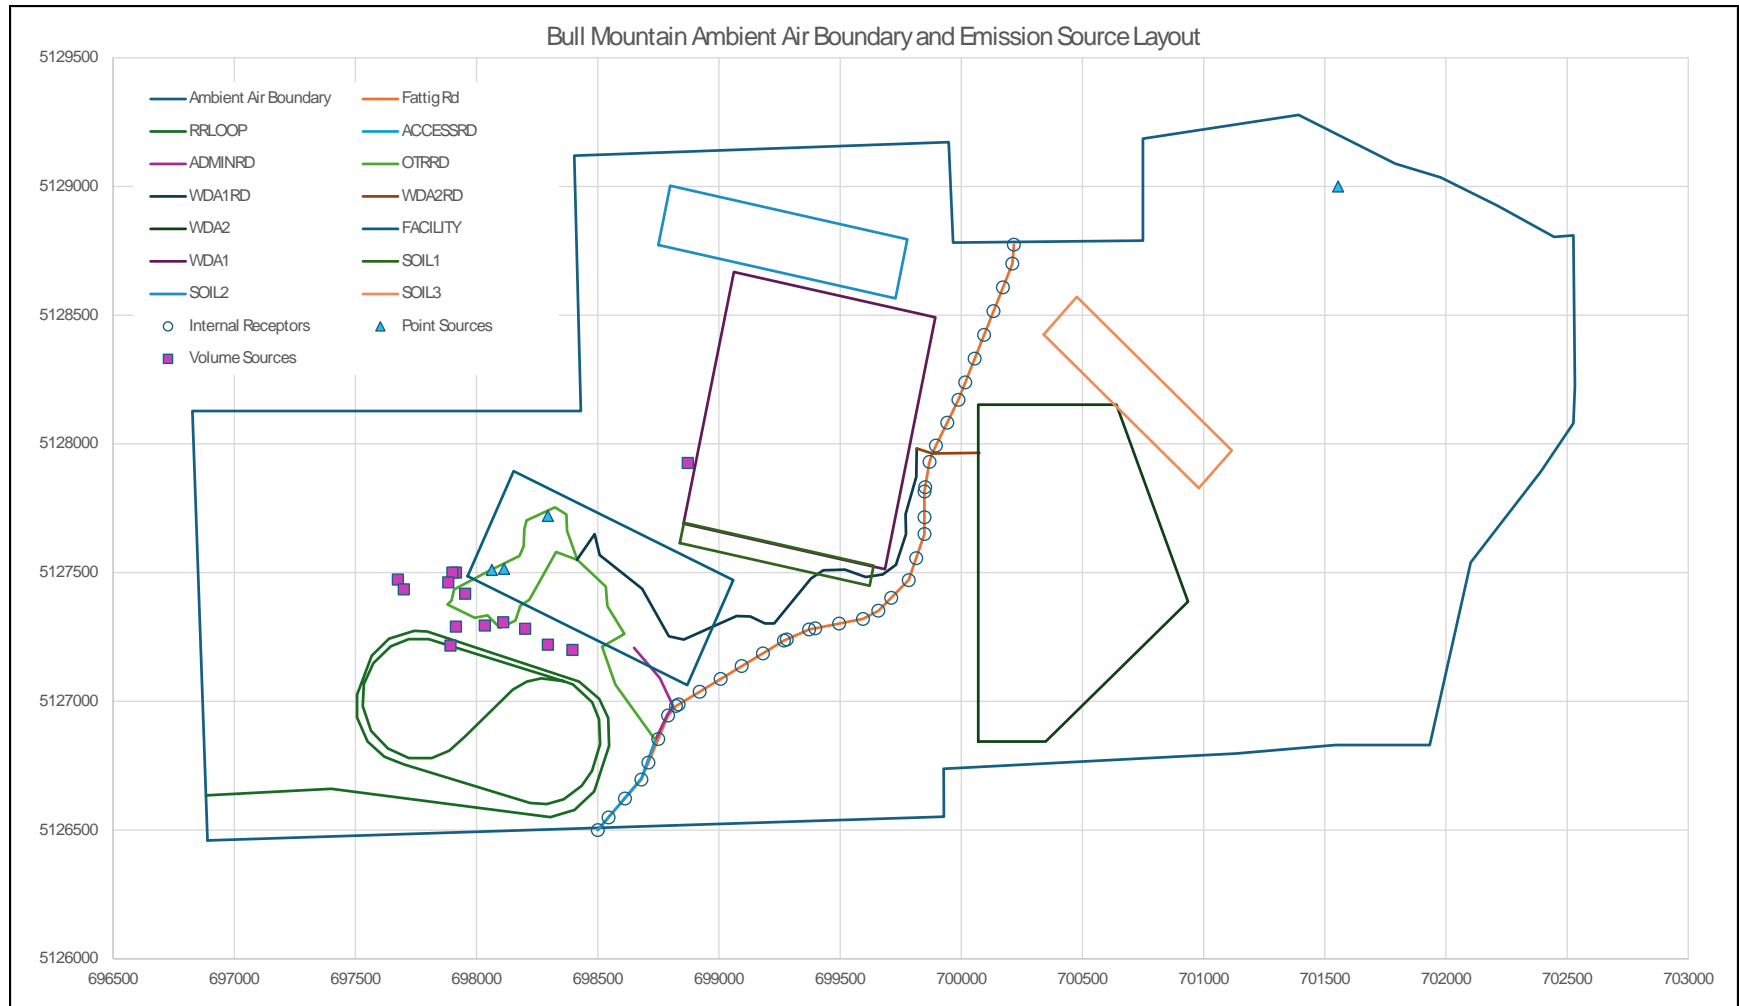 Bull Mountain Ambient Air Boundary and Emission Source Layout
5129500
Ambient Air Boundary Fattig Rd
RRLOOP ACCESSRD
ADMINRD OTRRD
5129000
WDA1RD WDA2RD
WDA2 FACILITY
WDA1 SOIL1
SOIL2 SOIL3
5128500
Internal Receptors Point Sources
Volume Sources
5128000
5127500
5127000
5126500
5126000
696500 697000 697500 698000 698500 699000 699500 700000 700500 701000 701500 702000 702500 703000